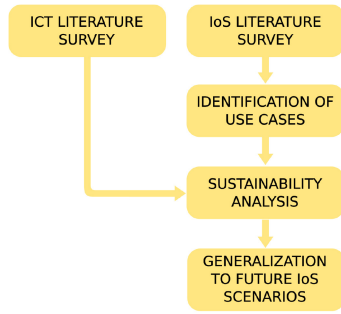 ICT LITERATURE
SURVEY
IoS LITERATURE
SURVEY
IDENTIFICATION OF
USE CASES
SUSTAINABILITY
ANALYSIS
GENERALIZATION
TO FUTURE IoS
SCENARIOS